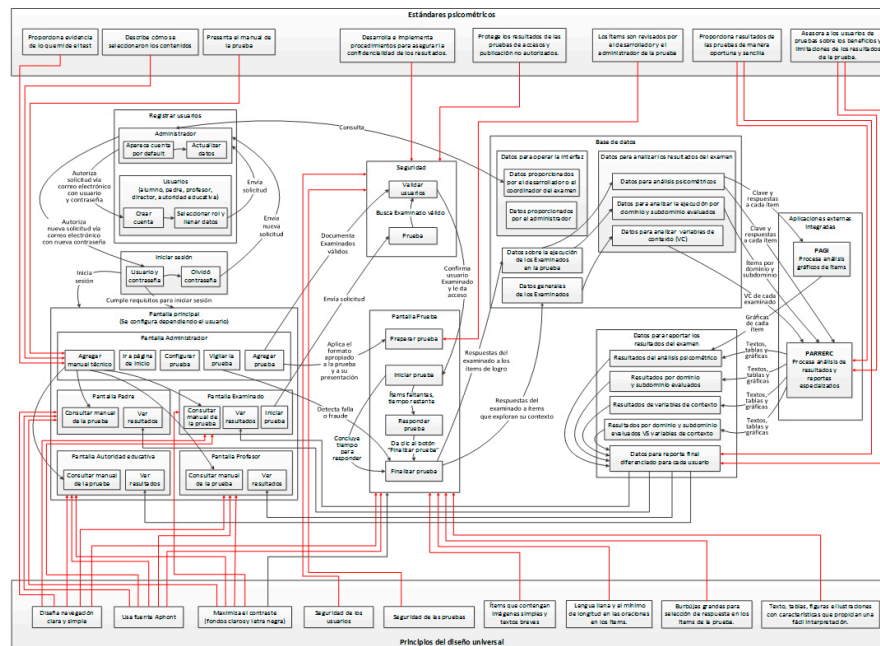 Estándares psicométricos
Proporciona evidencia
de lo que mide el test
Describe cómo se
seleccionaron los contenidos
Presenta el manual de
la prueba
Desarrolla e implementa
procedimientos para asegurar la
confidencialidad de los resultados.
Protege los resultados de
las pruebas de accesos y
publicación no autorizados.
Los ítems son revisados por
el desarrollador y el
administrador de la prueba
Proporciona resultados de
las pruebas de manera
oportuna y sencilla
Asesora a los usuarios de
pruebas sobre los beneficios y
limitaciones de los resultados
de la prueba.
Registrar usuarios
Administrador
Aparece cuenta
por default
Actualizar
datos
Autoriza
solicitud vía
correo electrónico
con usuario
y contraseña
Usuarios
(alumno, padre, profesor,
director, autoridad educativa)
Crear
cuenta
Seleccionar rol y
llenar datos
Envía
solicitud
Autoriza
nueva solicitud vía
correo electrónico
con nueva contraseña
Envía
nueva
solicitud
Iniciar sesión
Usuario y
contraseña
Olvidó
contraseña
Inicia
sesión
Cumple requisitos para iniciar sesión
Consulta
Seguridad
Validar
usuarios
Busca Examinado válido
Prueba
Documenta
Examinados
válidos
Envía solicitud
Confirma
usuario
Examinado
y le da
acceso
Base de datos
Datos para operar la interfaz
Datos proporcionados
por el desarrollador o el
coordinador del examen
Datos proporcionados
por el administrador
Datos sobre la ejecución
de los Examinados en
la prueba
Datos generales
de los Examinados
Datos para analizar los resultados del examen
Datos para análisis psicométricos
Datos para analizar la ejecución por
dominio y subdominio evaluados
Datos para analizar variables de
contexto (VC)
Clave y
respuestas
a cada ítem
Clave y
respuestas
a cada ítem
Ítems por
dominio y
subdominio
VC de cada
examinado
Gráficas de
cada ítem
Aplicaciones externas
integradas
PAGI
Procesa análisis
gráficos de ítems
PARRERC
Procesa análisis de
resultados y
reportes
especializados
Pantalla principal
(Se configura dependiendo el usuario)
Pantalla Administrador
Agregar
manual técnico
Ir a página
de inicio
Configurar
prueba
Vigilar la
prueba
Agregar
prueba
Pantalla Padre
Consultar manual
de la prueba
Ver
resultados
Pantalla Examinado
Consultar
manual de
la prueba
Ver
resultados
Iniciar
prueba
Pantalla Autoridad educativa
Consultar manual
de la prueba
Ver
resultados
Pantalla Profesor
Consultar manual
de la prueba
Ver
resultados
Aplica el
formato
apropiado
a la prueba
y a su
presentación
Detecta falla
o fraude
Concluye
tiempo
para
responder
Pantalla Prueba
Preparar prueba
Iniciar prueba
Ítems faltantes,
tiempo restante
Responder
prueba
Da clic al botón
"Finalizar prueba"
Finalizar prueba
Respuestas del
examinado a los
ítems de logro
Respuestas del
examinado a ítems
que exploran su contexto
Datos para reportar los
resultados del examen
Resultados del análisis psicométrico
Resultados por dominio
y subdominio evaluados
Resultados de variables de contexto
Resultados por dominio y subdominio
evaluados VS variables de contexto
Datos para reporte final
diferenciado para cada usuario
Textos,
tablas y
gráficas
Textos,
tablas y
gráficas
Textos,
tablas y
gráficas
Textos,
tablas y
gráficas
Diseña navegación
clara y simple
Usa fuente Aphont
Maximiza el contraste
(fondos claros y letra negra)
Seguridad de los
usuarios
Seguridad de las pruebas
Ítems que contengan
imágenes simples y
textos breves
Lengua llana y el mínimo
de longitud en las oraciones
en los ítems.
Burbujas grandes para
selección de respuesta en los
ítems de la prueba.
Texto, tablas, figuras e ilustraciones
con características que propician una
fácil interpretación.
Principios del diseño universal